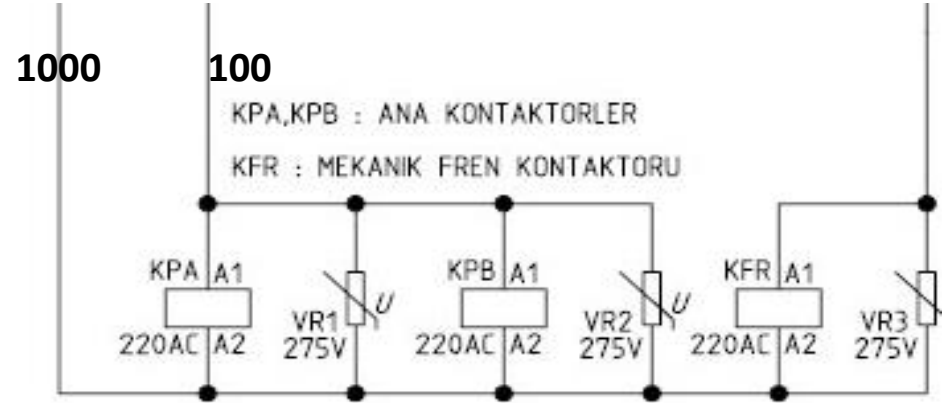 1000 100
KPA,KPB : ANA KONTAKTORLER
KFR : MEKANIK FREN KONTAKTORU
KPA A1
220AC A2
VR1 U
275V
KPB A1
220AC A2
VR2 U
275V
KFR A1
220AC A2
VR3
275V